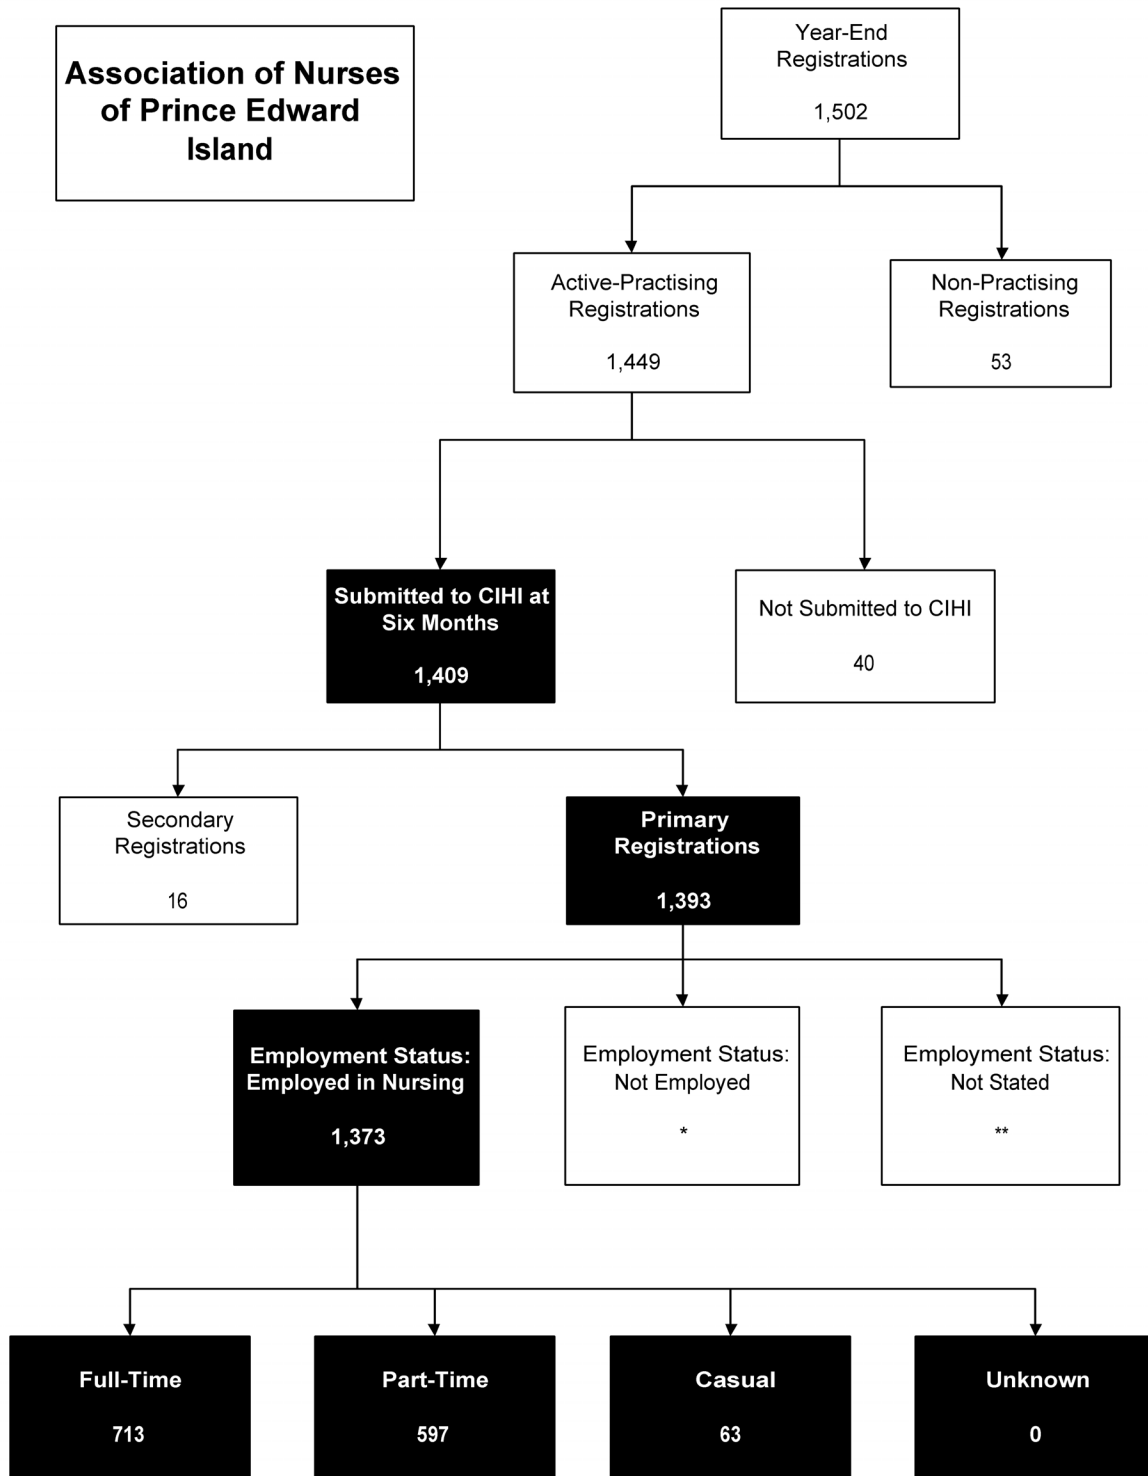 Association of Nurses
of Prince Edward
Island
Year-End
Registrations
1,502
Active-Practising
Registrations
1,449
Non-Practising
Registrations
53
Submitted to CIHI at
Six Months
1,409
Not Submitted to CIHI
40
Secondary
Registrations
16
Primary
Registrations
1,393
Employment Status:
Employed in Nursing
1,373
Employment Status:
Not Employed
*
Employment Status:
Not Stated
**
Full-Time
713
Part-Time
597
Casual
63
Unknown
0